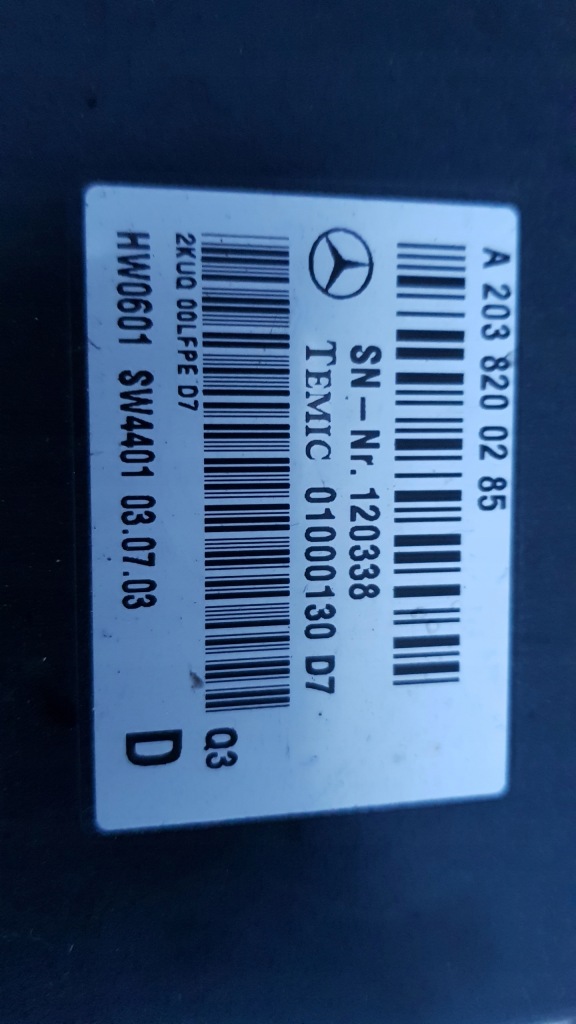 A 203 820 02 85
SN-Nr. 120338
TEMIC 01000130 D7
Q3
2KUQ 00LFPE D7
HW0601 SW4401 03.07.03 D